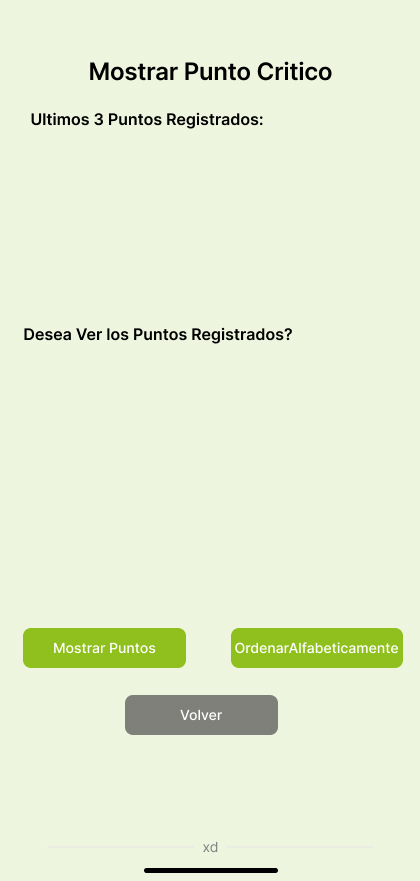 Mostrar Punto Critico
Ultimos 3 Puntos Registrados:
Desea Ver los Puntos Registrados?
Mostrar Puntos
OrdenarAlfabeticamente
Volver
xd